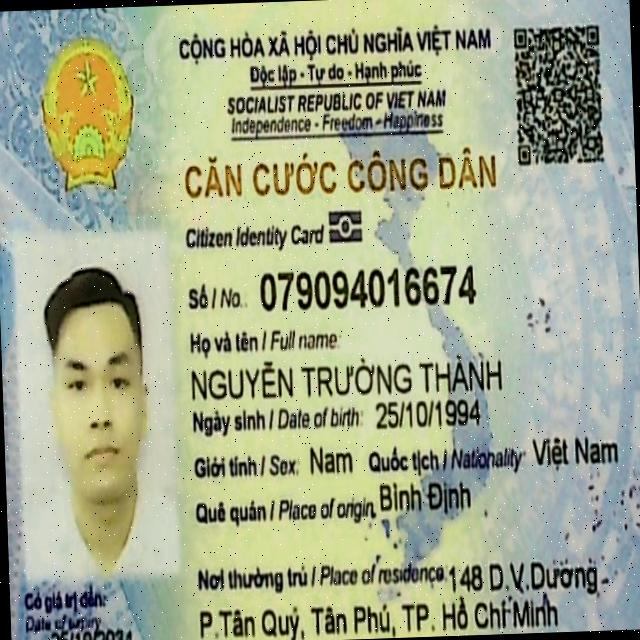 CỘNG HÒA XÃ HỘI CHỦ NGHĨA VIỆT NAM
Độc lập - Tự do - Hạnh phúc
SOCIALIST REPUBLIC OF VIET NAM
Independence - Freedom - Happiness
CĂN CƯỚC CÔNG DÂN
Citizen Identity Card
Số / No.: 079094016674
Họ và tên / Full name:
NGUYỄN TRƯỜNG THÀNH
Ngày sinh / Date of birth: 25/10/1994
Giới tính / Sex: Nam Quốc tịch / Nationality: Việt Nam
Quê quán / Place of origin: Bình Định
Nơi thường trú / Place of residence: 148 D.V.Dương -
P.Tân Quý, Tân Phú, TP. Hồ Chí Minh
Có giá trị đến:
Date of expiry
25/10/2034